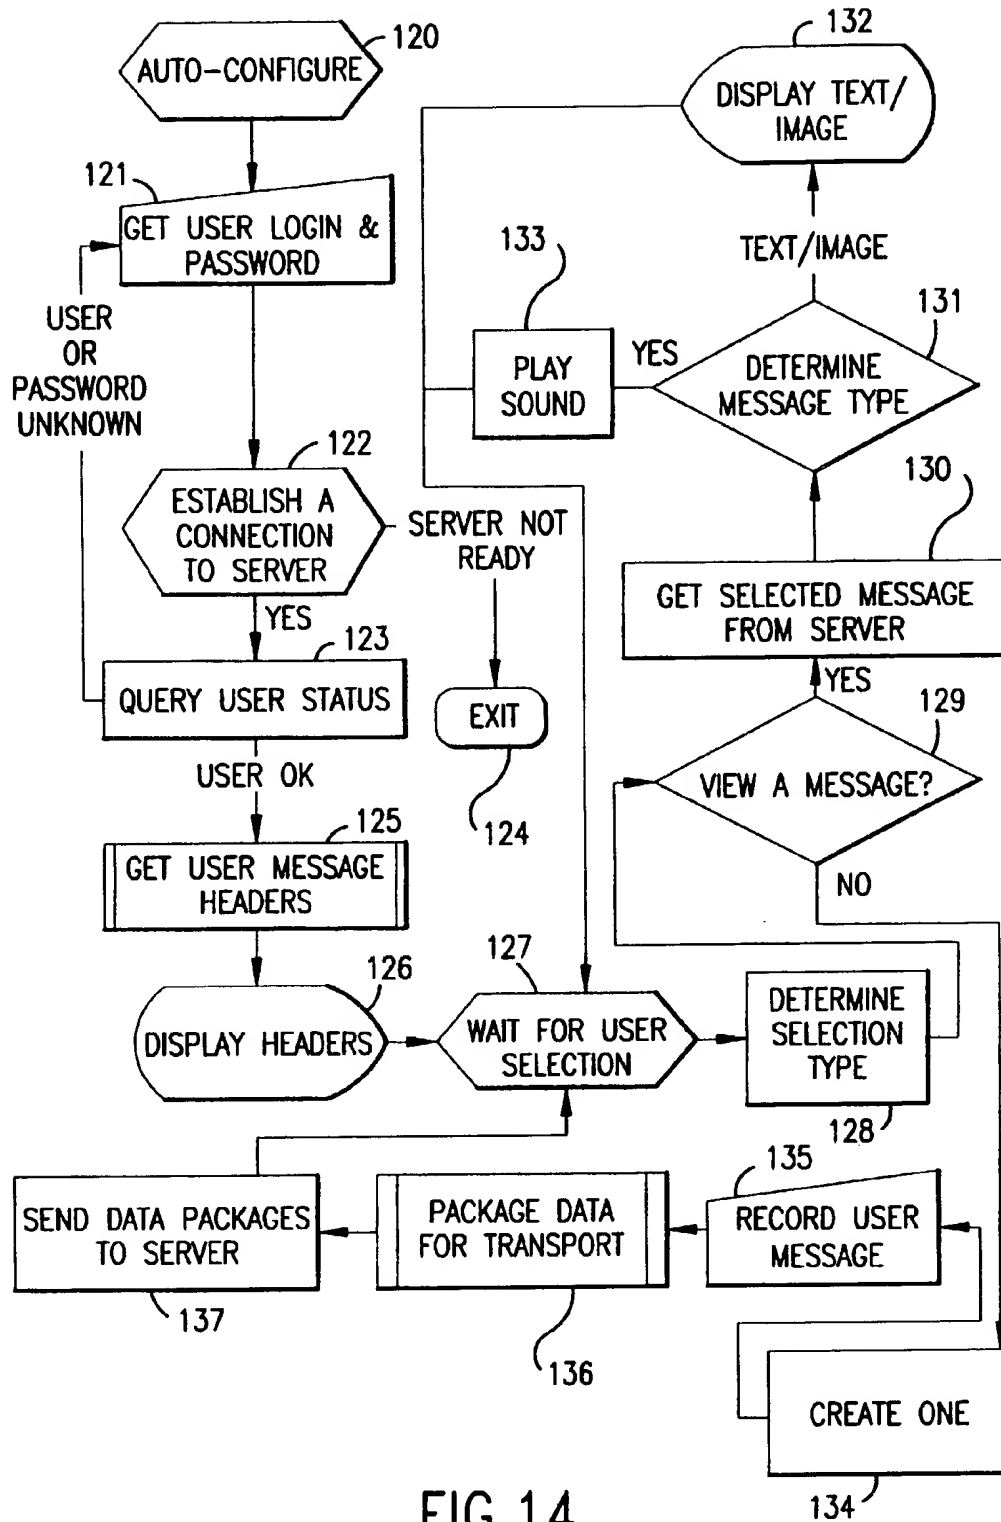 120
AUTO-CONFIGURE
121
GET USER LOGIN &
PASSWORD
USER
OR
PASSWORD
UNKNOWN
122
ESTABLISH A
CONNECTION
TO SERVER
SERVER NOT
READY
YES
123
QUERY USER STATUS
EXIT
124
USER OK
125
GET USER MESSAGE
HEADERS
126
DISPLAY HEADERS
127
WAIT FOR USER
SELECTION
DETERMINE
SELECTION
TYPE
128
129
VIEW A MESSAGE?
YES
NO
130
GET SELECTED MESSAGE
FROM SERVER
131
DETERMINE
MESSAGE TYPE
TEXT/IMAGE
132
DISPLAY TEXT/
IMAGE
YES
133
PLAY
SOUND
CREATE ONE
134
135
RECORD USER
MESSAGE
PACKAGE DATA
FOR TRANSPORT
136
SEND DATA PACKAGES
TO SERVER
137
FIG.14